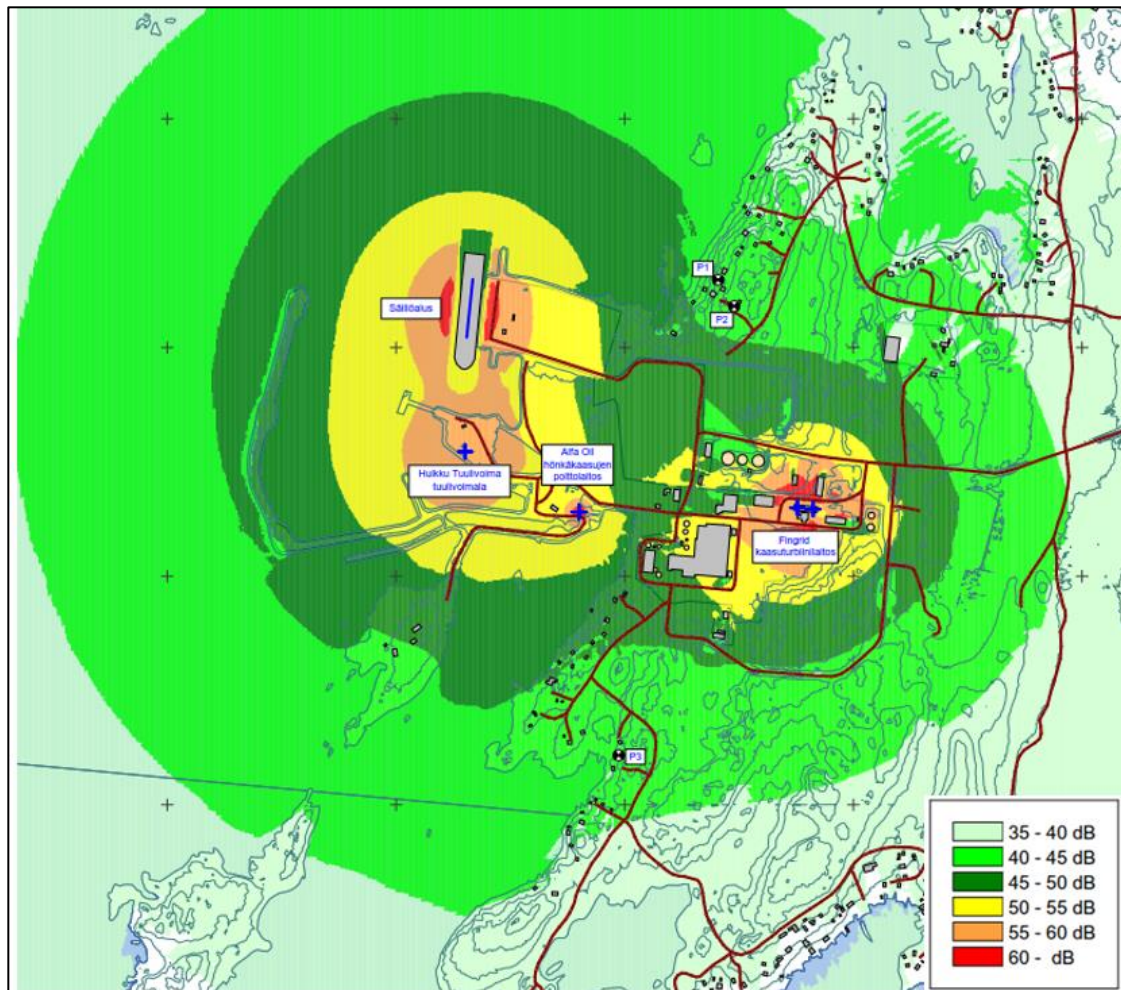 P1
P2
Säiliöalus
Alfa Oil
hönkäkaasujen
polttolaitos
Hulkku Tuulivoima
tuulivoimala
Fingrid
kaasuturbiinilaitos
P3
35 - 40 dB
40 - 45 dB
45 - 50 dB
50 - 55 dB
55 - 60 dB
60 - dB